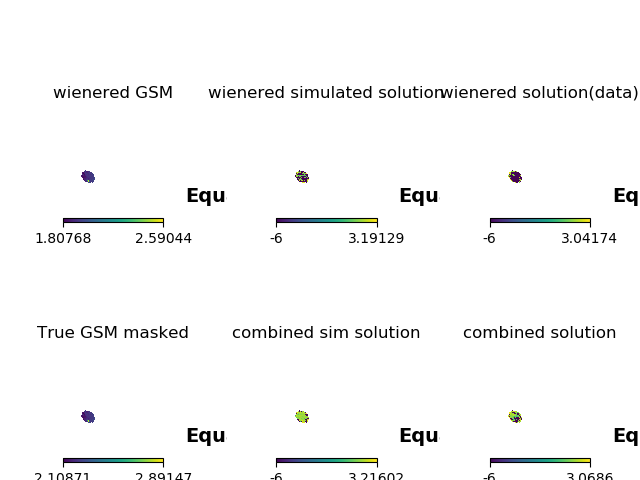 wienered GSM wienered simulated solution wienered solution(data)
Equ Equ Eq
1.80768 2.59044 -6 3.19129 -6 3.04174
True GSM masked combined sim solution combined solution
Equ Equ Eq
2.10871 2.89147 -6 3.21602 -6 3.0686